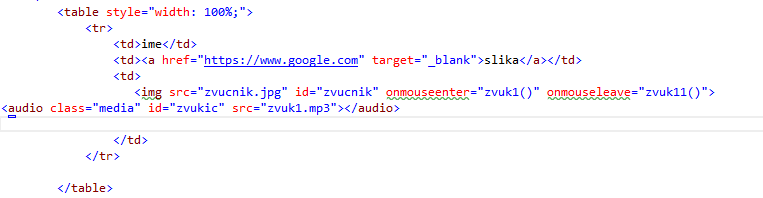 <table style="width: 100%;">
<tr>
<td>ime</td>
<td><a href="https://www.google.com" target="_blank">slika</a></td>
<td>
<img src="zvucnik.jpg" id="zvucnik" onmouseenter="zvuk1()" onmouseleave="zvuk11()">
<audio class="media" id="zvukic" src="zvuk1.mp3"></audio>
</td>
</tr>
</table>